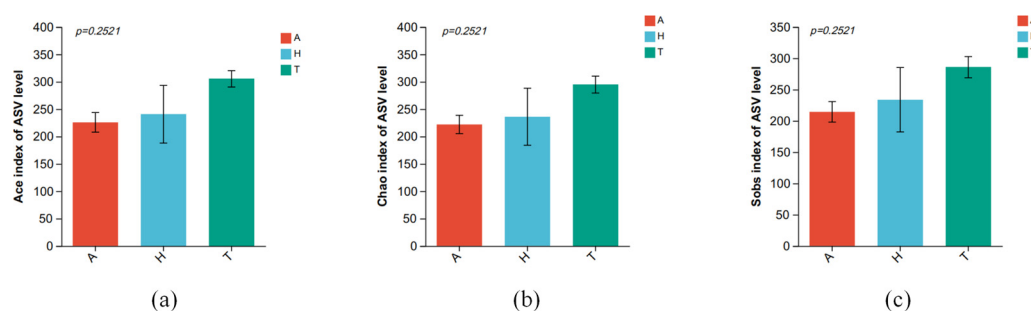 p=0.2521
A
H
T
400
350
300
250
200
150
100
50
0
Ace index of ASV level
A
H
T
(a)
p=0.2521
A
H
T
400
350
300
250
200
150
100
50
0
Chao index of ASV level
A
H
T
(b)
p=0.2521
350
300
250
200
150
100
50
0
Sobs index of ASV level
A
H
T
(c)